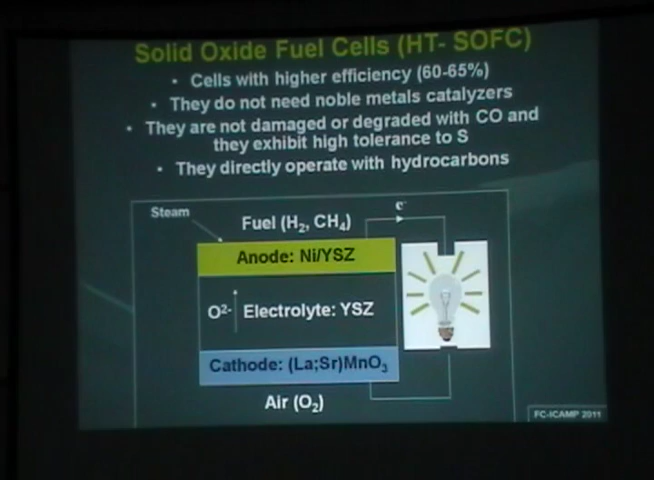 Solid Oxide Fuel Cells (HT- SOFC)
• Cells with higher efficiency (60-65%)
• They do not need noble metals catalyzers
• They are not damaged or degraded with CO and
they exhibit high tolerance to S
• They directly operate with hydrocarbons
Steam
Fuel (H₂, CH₄)
e⁻
Anode: Ni/YSZ
O²⁻
Electrolyte: YSZ
Cathode: (La;Sr)MnO₃
Air (O₂)
FC-ICAMP 2011